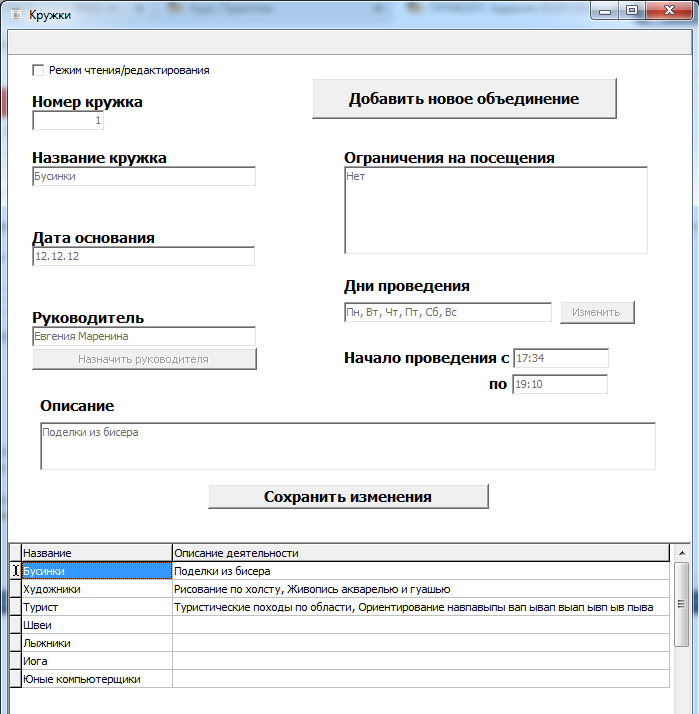 Кружки
Режим чтения/редактирования
Добавить новое объединение
Номер кружка
1
Название кружка
Бусинки
Ограничения на посещения
Нет
Дата основания
12.12.12
Дни проведения
Пн, Вт, Чт, Пт, Сб, Вс
Изменить
Руководитель
Евгения Маренина
Назначить руководителя
Начало проведения с 17:34
по 19:10
Описание
Поделки из бисера
Сохранить изменения
Название Описание деятельности
Бусинки Поделки из бисера
Художники Рисование по холсту, Живопись акварелью и гуашью
Турист Туристические походы по области, Ориентирование навпавыпы вап ывап выап ывп ыв пыва
Швеи
Лыжники
Йога
Юные компьютерщики